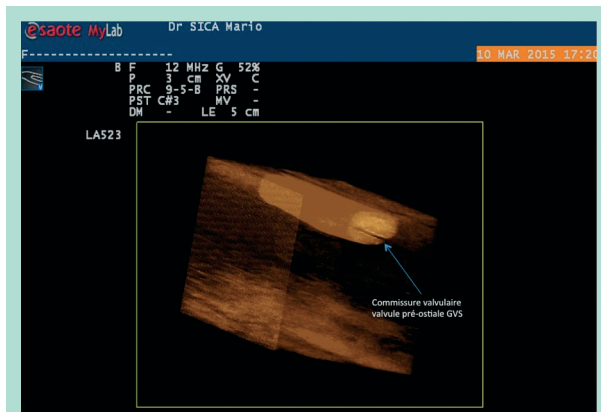 esaote MyLab
Dr SICA Mario
F--------------------
10 MAR 2015 17:20
B F 12 MHz G 52%
P 3 cm XV C
PRC 9-5-B PRS -
PST C#3 MV -
DM - LE 5 cm
LA523
Commissure valvulaire
valvule pré-ostiale GVS